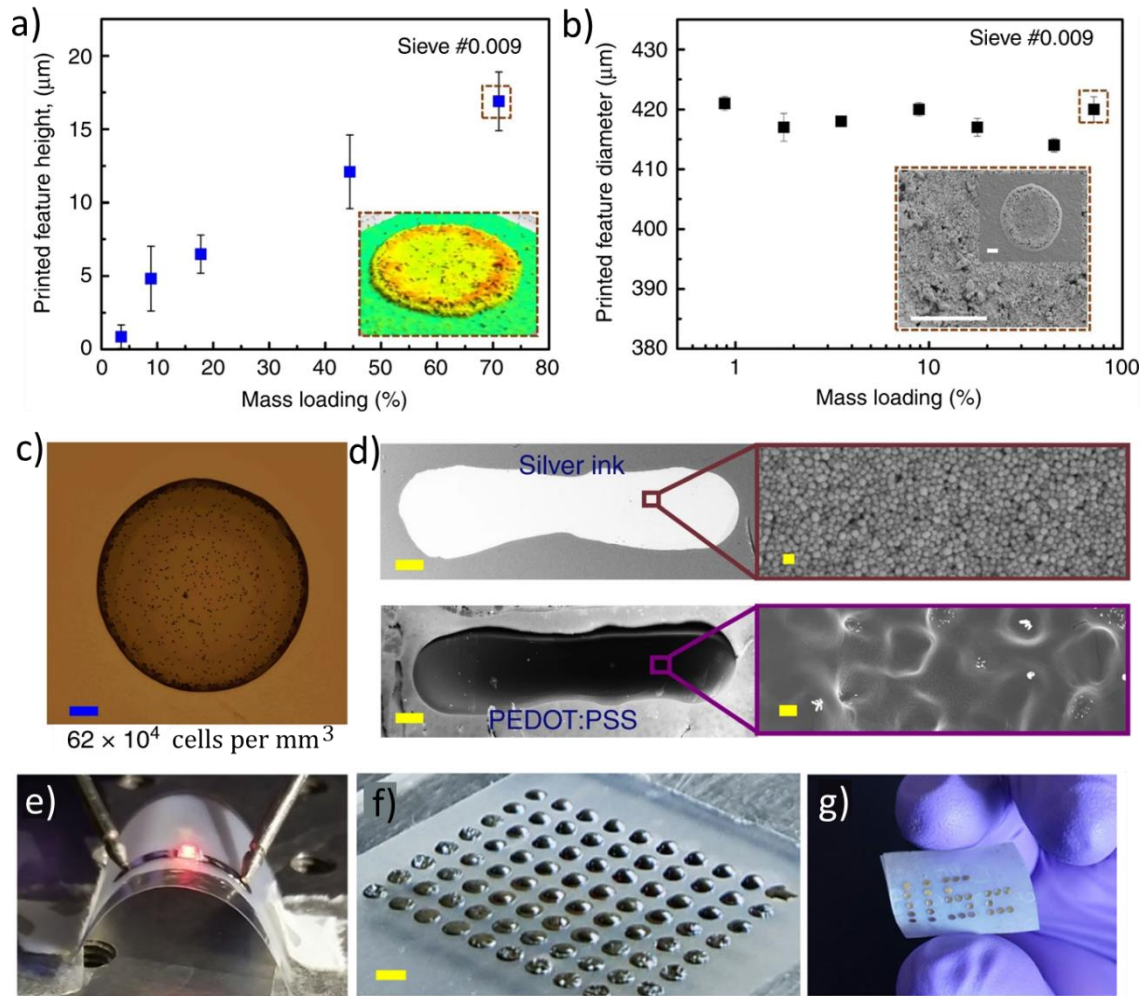 a)
Sieve #0.009
Printed feature height, (μm)
20
15
10
5
0
0 10 20 30 40 50 60 70 80
Mass loading (%)
b)
Sieve #0.009
Printed feature diameter (μm)
430
420
410
400
390
380
1 10 100
Mass loading (%)
c)
62 × 10⁴ cells per mm³
d)
Silver ink
PEDOT:PSS
e)
f)
g)